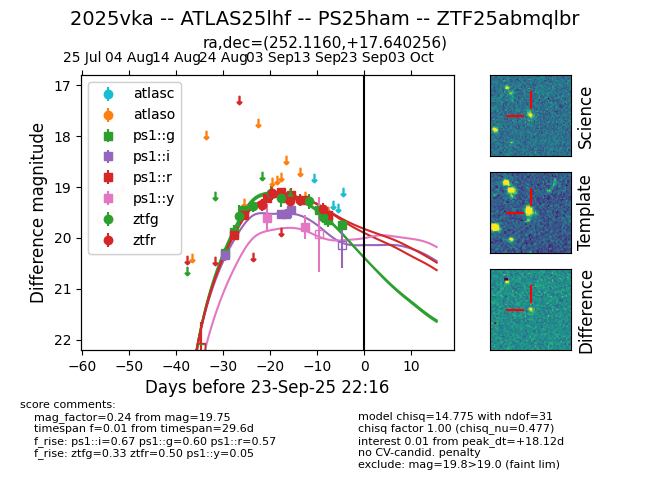 2025vka -- ATLAS25lhf -- PS25ham -- ZTF25abmqlbr
ra,dec=(252.1160,+17.640256)
25 Jul 04 Aug 14 Aug 24 Aug 03 Sep 13 Sep 23 Sep 03 Oct
17
18
19
20
21
22
Difference magnitude
atlasc
atlaso
ps1::g
ps1::i
ps1::r
ps1::y
ztfg
ztfr
−60 −50 −40 −30 −20 −10 0 10
Days before 23-Sep-25 22:16
Science
Template
Difference
score comments:
mag_factor=0.24 from mag=19.75
timespan f=0.01 from timespan=29.6d
f_rise: ps1::i=0.67 ps1::g=0.60 ps1::r=0.57
f_rise: ztfg=0.33 ztfr=0.50 ps1::y=0.05
model chisq=14.775 with ndof=31
chisq factor 1.00 (chisq_nu=0.477)
interest 0.01 from peak_dt=+18.12d
no CV-candid. penalty
exclude: mag=19.8>19.0 (faint lim)